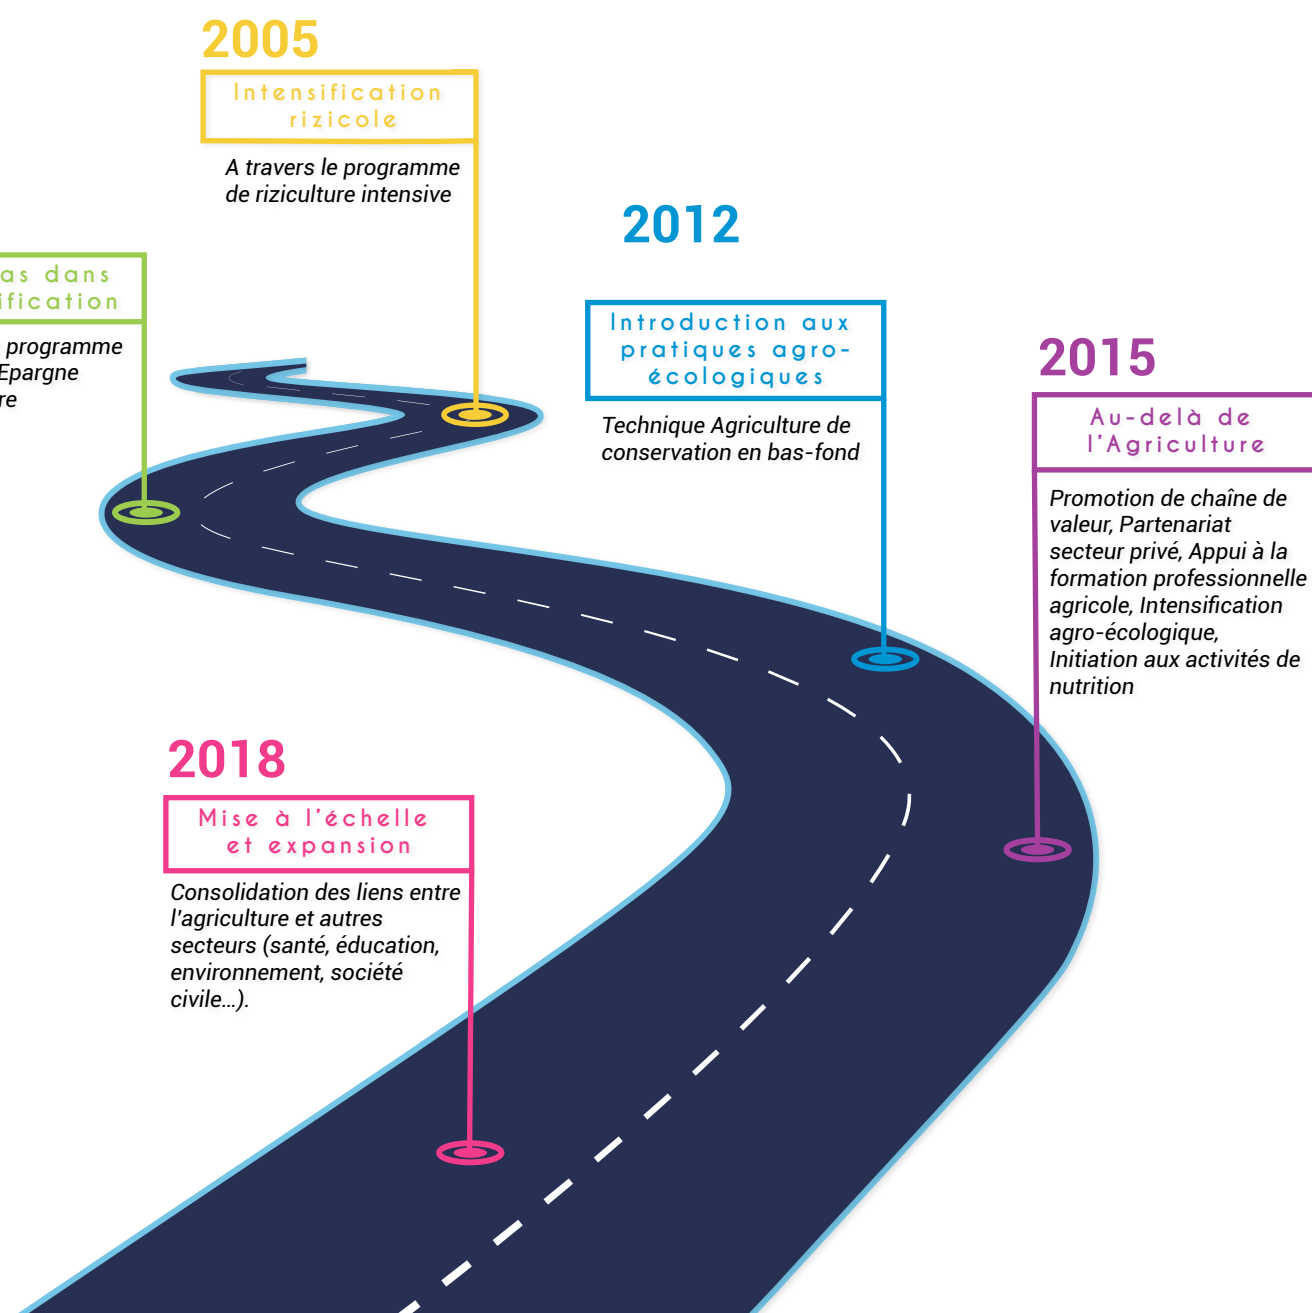 2005
Intensification
rizicole
A travers le programme
de riziculture intensive
dans
programme
Epargne
2012
Introduction aux
pratiques agro-
écologiques
Technique Agriculture de
conservation en bas-fond
2015
Au-delà de
l'Agriculture
Promotion de chaîne de
valeur, Partenariat
secteur privé, Appui à la
formation professionnelle
agricole, Intensification
agro-écologique,
Initiation aux activités de
nutrition
2018
Mise à l'échelle
et expansion
Consolidation des liens entre
l'agriculture et autres
secteurs (santé, éducation,
environnement, société
civile...).